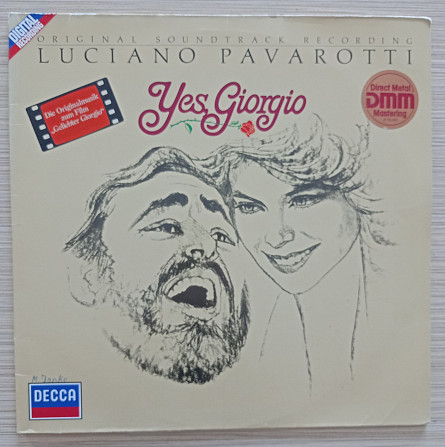 DIGITAL
RECORDING
ORIGINAL SOUNDTRACK RECORDING
LUCIANO PAVAROTTI
Yes, Giorgio
Die Originalmusik
zum Film
„Geliebter Giorgio“
Direct Metal
DMM
Mastering
DECCA